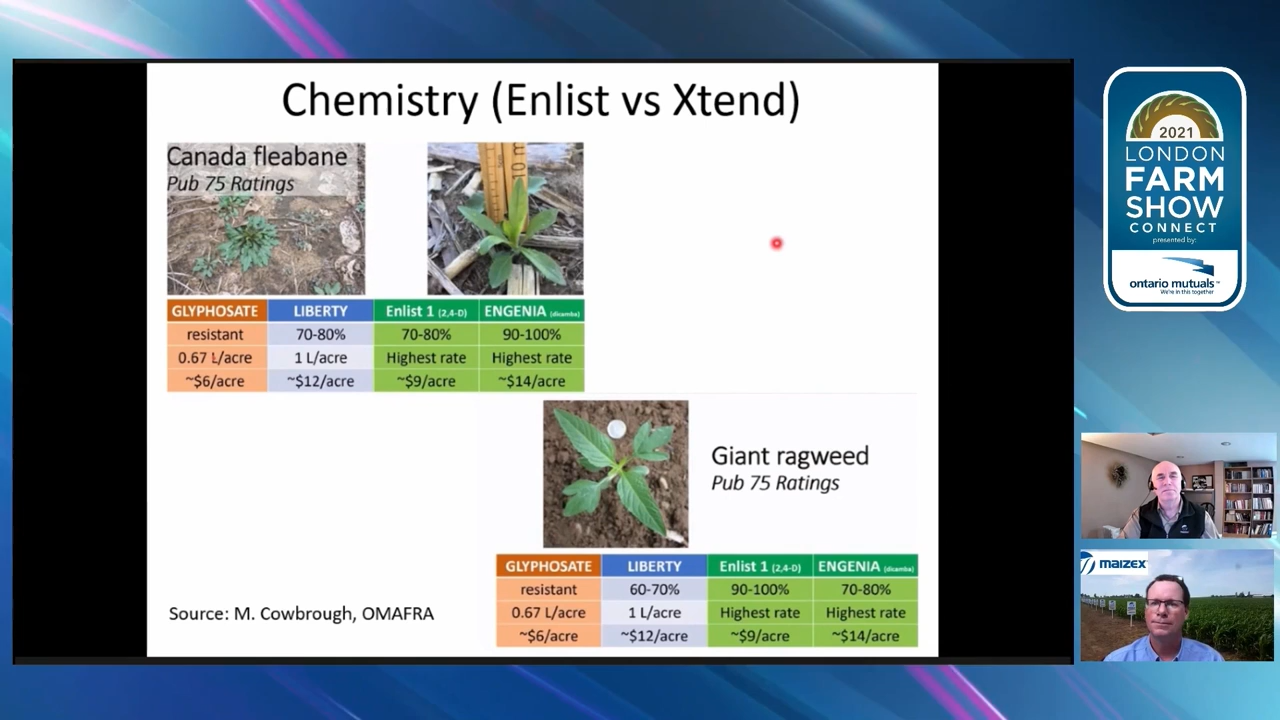 Chemistry (Enlist vs Xtend)
Canada fleabane
Pub 75 Ratings
GLYPHOSATE LIBERTY Enlist 1 (2,4-D) ENGENIA (dicamba)
resistant 70-80% 70-80% 90-100%
0.67 L/acre 1 L/acre Highest rate Highest rate
~$6/acre ~$12/acre ~$9/acre ~$14/acre
Giant ragweed
Pub 75 Ratings
GLYPHOSATE LIBERTY Enlist 1 (2,4-D) ENGENIA (dicamba)
resistant 60-70% 90-100% 70-80%
0.67 L/acre 1 L/acre Highest rate Highest rate
~$6/acre ~$12/acre ~$9/acre ~$14/acre
Source: M. Cowbrough, OMAFRA
2021
LONDON
FARM
SHOW
CONNECT
presented by:
ontario mutuals
We're in this together
MAIZEX